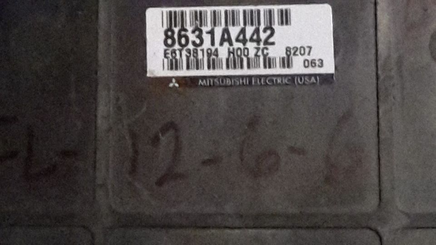 8631A442
E6T38194 H00 ZC 6207
063
MITSUBISHI ELECTRIC (USA)
-L- 12-6-6